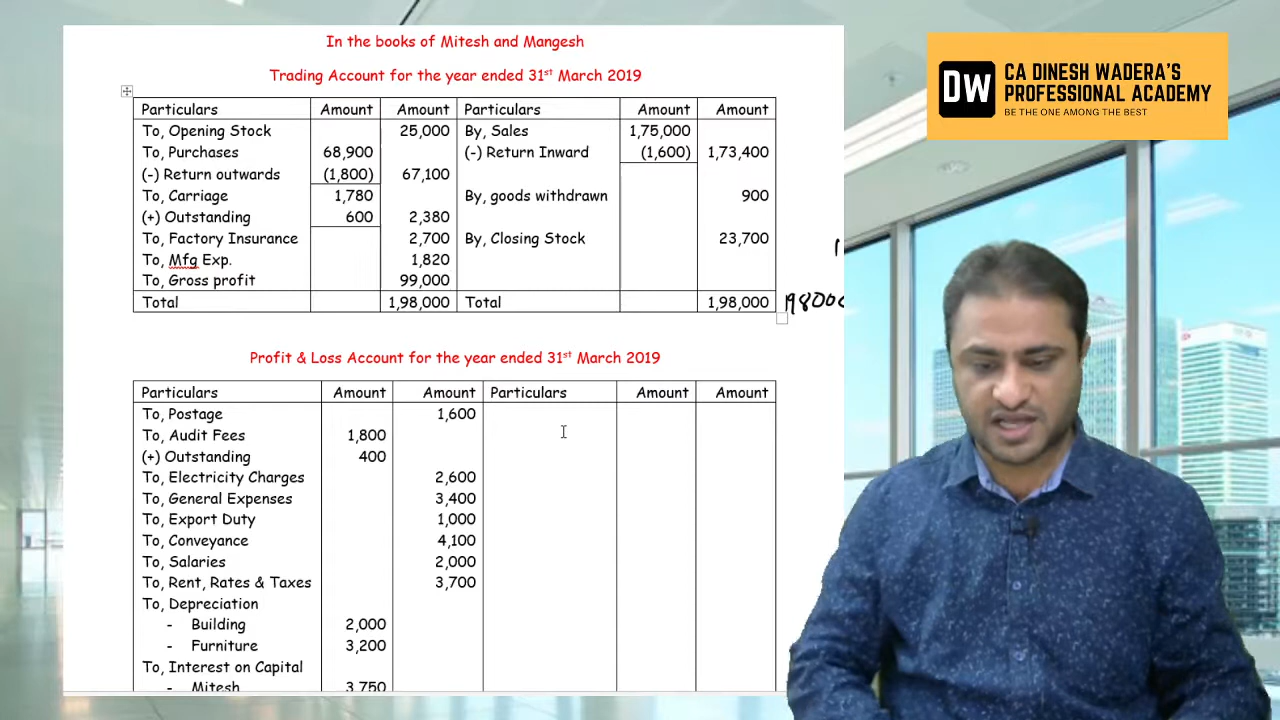 In the books of Mitesh and Mangesh
Trading Account for the year ended 31st March 2019
Particulars Amount Amount Particulars Amount Amount
To, Opening Stock 25,000 By, Sales 1,75,000
To, Purchases 68,900 (-) Return Inward (1,600) 1,73,400
(-) Return outwards (1,800) 67,100
To, Carriage 1,780 By, goods withdrawn 900
(+) Outstanding 600 2,380
To, Factory Insurance 2,700 By, Closing Stock 23,700
To, Mfg Exp. 1,820
To, Gross profit 99,000
Total 1,98,000 Total 1,98,000
Profit & Loss Account for the year ended 31st March 2019
Particulars Amount Amount Particulars Amount Amount
To, Postage 1,600
To, Audit Fees 1,800
(+) Outstanding 400
To, Electricity Charges 2,600
To, General Expenses 3,400
To, Export Duty 1,000
To, Conveyance 4,100
To, Salaries 2,000
To, Rent, Rates & Taxes 3,700
To, Depreciation
- Building 2,000
- Furniture 3,200
To, Interest on Capital
- Mitesh 3,750
DW
CA DINESH WADERA'S
PROFESSIONAL ACADEMY
BE THE ONE AMONG THE BEST